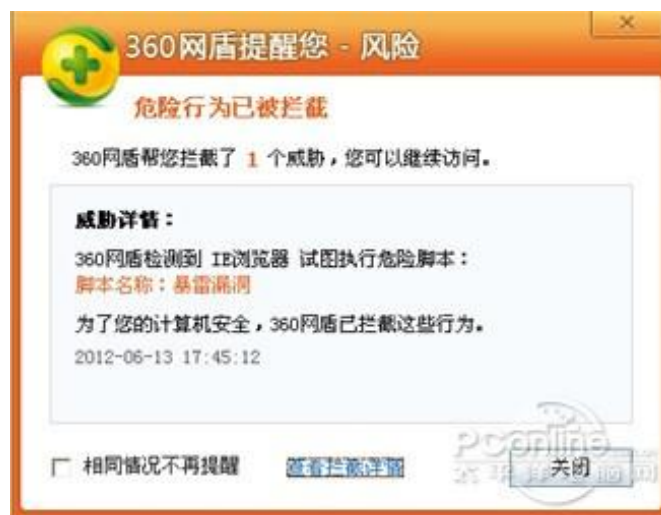 360网盾提醒您 - 风险
危险行为已被拦截
360网盾帮您拦截了 1 个威胁，您可以继续访问。
威胁详情：
360网盾检测到 IE浏览器 试图执行危险脚本：
脚本名称：暴雷漏洞
为了您的计算机安全，360网盾已拦截这些行为。
2012-06-13 17:45:12
相同情况不再提醒
查看拦截详情
关闭
PConline
太平洋电脑网